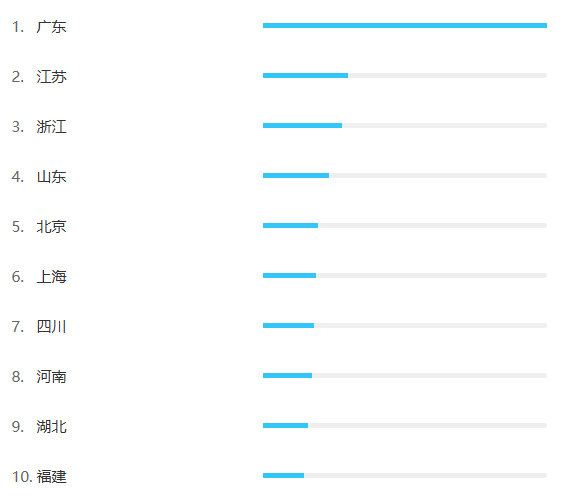 1. 广东
2. 江苏
3. 浙江
4. 山东
5. 北京
6. 上海
7. 四川
8. 河南
9. 湖北
10. 福建